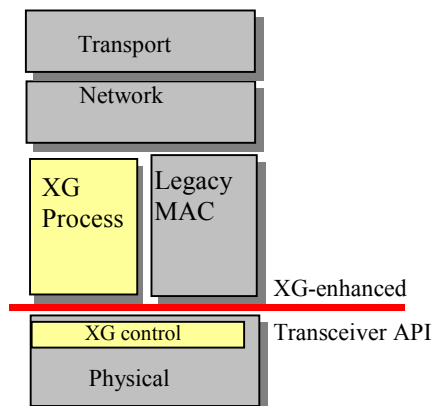 Transport
Network
XG
Process
Legacy
MAC
XG-enhanced
Transceiver API
XG control
Physical